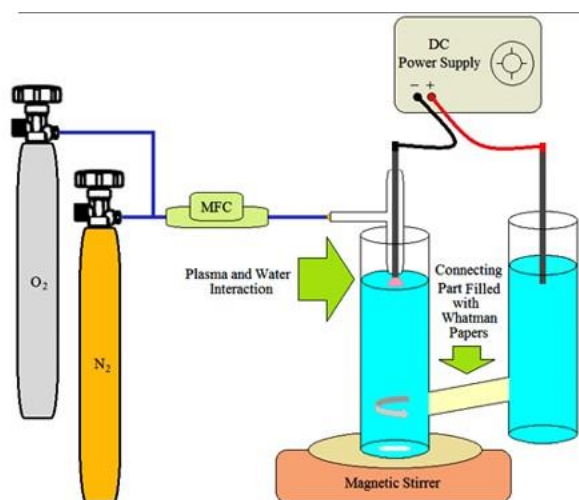 DC
Power Supply
− +
MFC
Plasma and Water
Interaction
Connecting
Part Filled
with
Whatman
Papers
O₂
N₂
Magnetic Stirrer